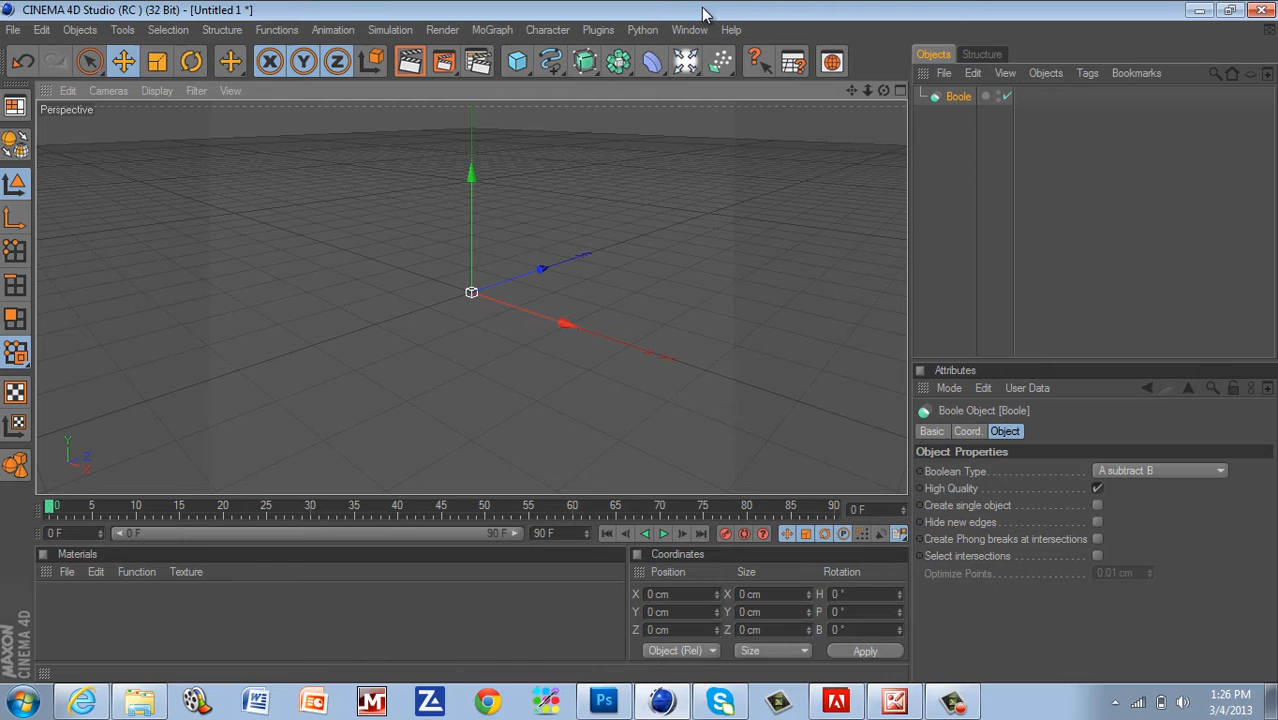 CINEMA 4D Studio (RC ) (32 Bit) - [Untitled 1 *]
File Edit Objects Tools Selection Structure Functions Animation Simulation Render MoGraph Character Plugins Python Window Help
Objects Structure
File Edit View Objects Tags Bookmarks
Edit Cameras Display Filter View
Boole
Perspective
Attributes
Mode Edit User Data
Boole Object [Boole]
Basic Coord. Object
Object Properties
Boolean Type A subtract B
High Quality
Create single object
Hide new edges
Create Phong breaks at intersections
Select intersections
Optimize Points 0.01 cm
Y
Z
X
0 5 10 15 20 25 30 35 40 45 50 55 60 65 70 75 80 85 90 0 F
0 F 0 F 90 F 90 F
Materials Coordinates
File Edit Function Texture
Position Size Rotation
X 0 cm X 0 cm H 0 °
Y 0 cm Y 0 cm P 0 °
Z 0 cm Z 0 cm B 0 °
Object (Rel) Size Apply
MAXON
CINEMA 4D
1:26 PM
3/4/2013